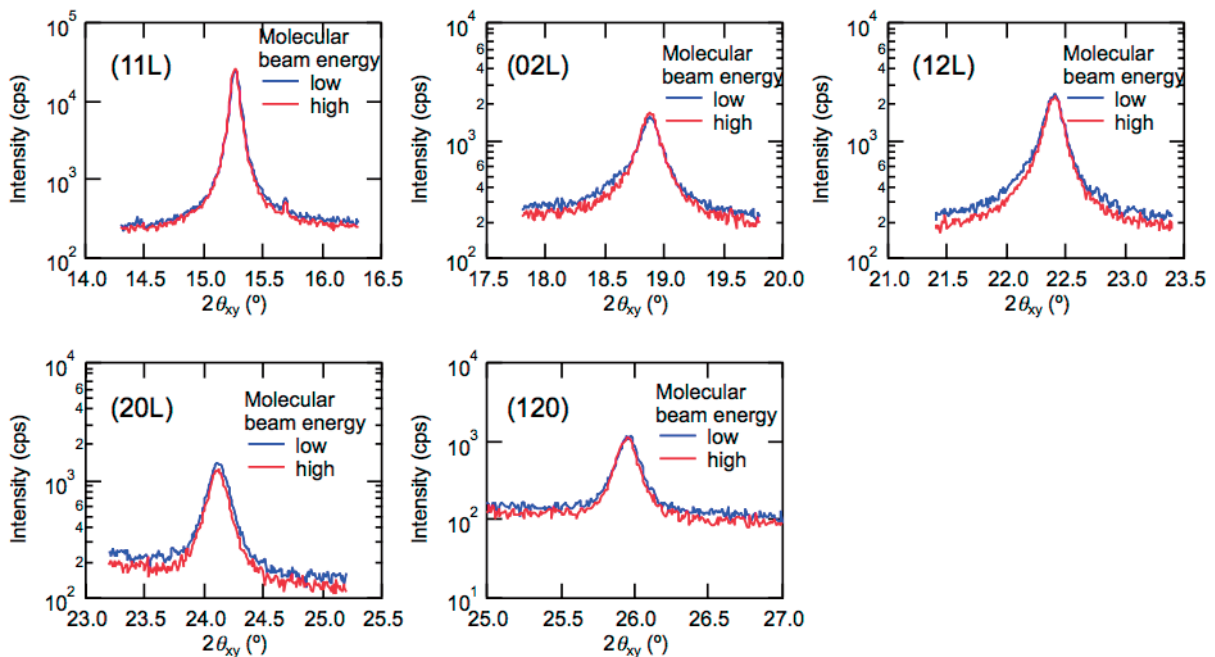 10^5
10^4
10^3
10^2
Intensity (cps)
(11L)
Molecular
beam energy
low
high
14.0 14.5 15.0 15.5 16.0 16.5
2θxy (º)
10^4
8
6
4
2
10^3
8
6
4
2
10^2
Intensity (cps)
(02L)
Molecular
beam energy
low
high
17.5 18.0 18.5 19.0 19.5 20.0
2θxy (º)
10^4
8
6
4
2
10^3
8
6
4
2
10^2
Intensity (cps)
(12L)
Molecular
beam energy
low
high
21.0 21.5 22.0 22.5 23.0 23.5
2θxy (º)
10^4
8
6
4
2
10^3
8
6
4
2
10^2
Intensity (cps)
(20L)
Molecular
beam energy
low
high
23.0 23.5 24.0 24.5 25.0 25.5
2θxy (º)
10^4
10^3
10^2
10^1
Intensity (cps)
(120)
Molecular
beam energy
low
high
25.0 25.5 26.0 26.5 27.0
2θxy (º)